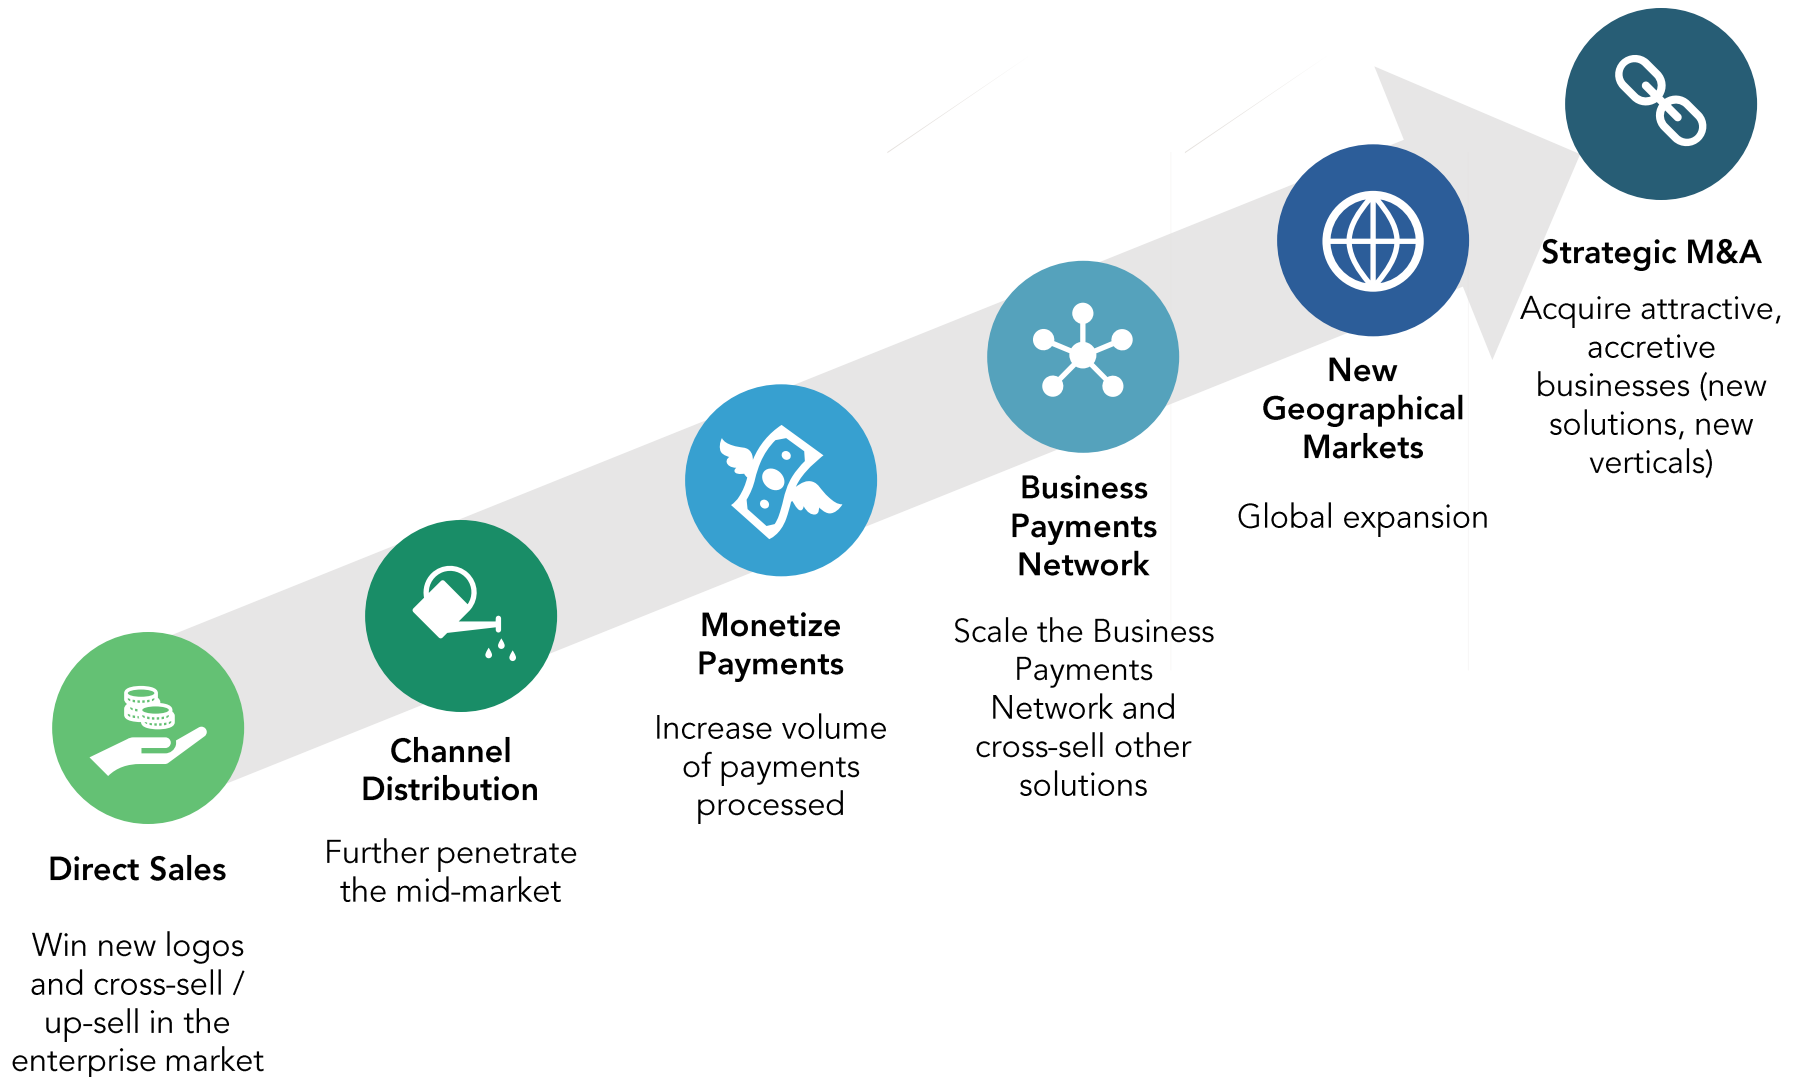 Direct Sales
Win new logos
and cross-sell /
up-sell in the
enterprise market
Channel
Distribution
Further penetrate
the mid-market
Monetize
Payments
Increase volume
of payments
processed
Business
Payments
Network
Scale the Business
Payments
Network and
cross-sell other
solutions
New
Geographical
Markets
Global expansion
Strategic M&A
Acquire attractive,
accretive
businesses (new
solutions, new
verticals)